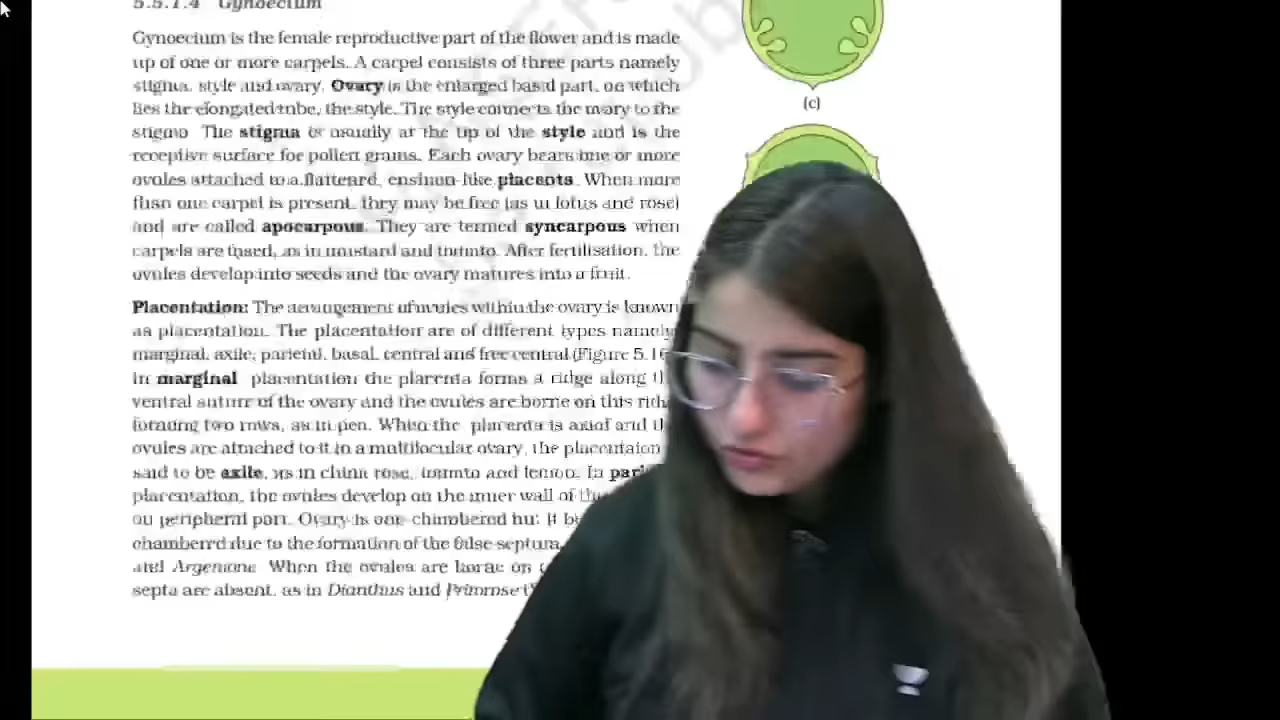 5.5.1.4 Gynoecium
Gynoecium is the female reproductive part of the flower and is made
up of one or more carpels. A carpel consists of three parts namely
stigma, style and ovary. Ovary is the enlarged basal part, on which
lies the elongated tube, the style. The style connects the ovary to the
stigma. The stigma is usually at the tip of the style and is the
receptive surface for pollen grains. Each ovary bears one or more
ovules attached to a flattened, cushion-like placenta. When more
than one carpel is present, they may be free (as in lotus and rose)
and are called apocarpous. They are termed syncarpous when
carpels are fused, as in mustard and tomato. After fertilisation, the
ovules develop into seeds and the ovary matures into a fruit.
Placentation: The arrangement of ovules within the ovary is known
as placentation. The placentation are of different types namely
marginal, axile, parietal, basal, central and free central (Figure 5.16
In marginal placentation the placenta forms a ridge along
ventral suture of the ovary and the ovules are borne on this
forming two rows, as in pea. When the placenta is axial and
ovules are attached to it in a multilocular ovary, the placentaion
said to be axile, as in china rose, tomato and lemon. In
placentation, the ovules develop on the inner wall of the
or peripheral part. Ovary is one-chambered but it
chambered due to the formation of the false septum,
and Argemone. When the ovules are borne on
septa are absent, as in Dianthus and Primrose
(c)